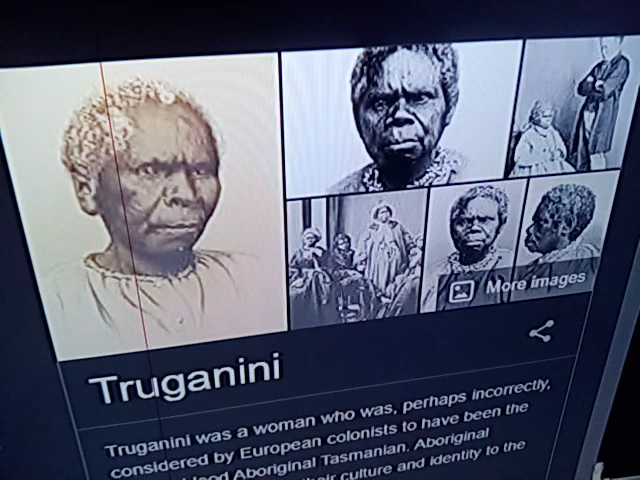 More images
Truganini
Truganini was a woman who was, perhaps incorrectly,
considered by European colonists to have been the
Aboriginal Tasmanian. Aboriginal
their culture and identity to the